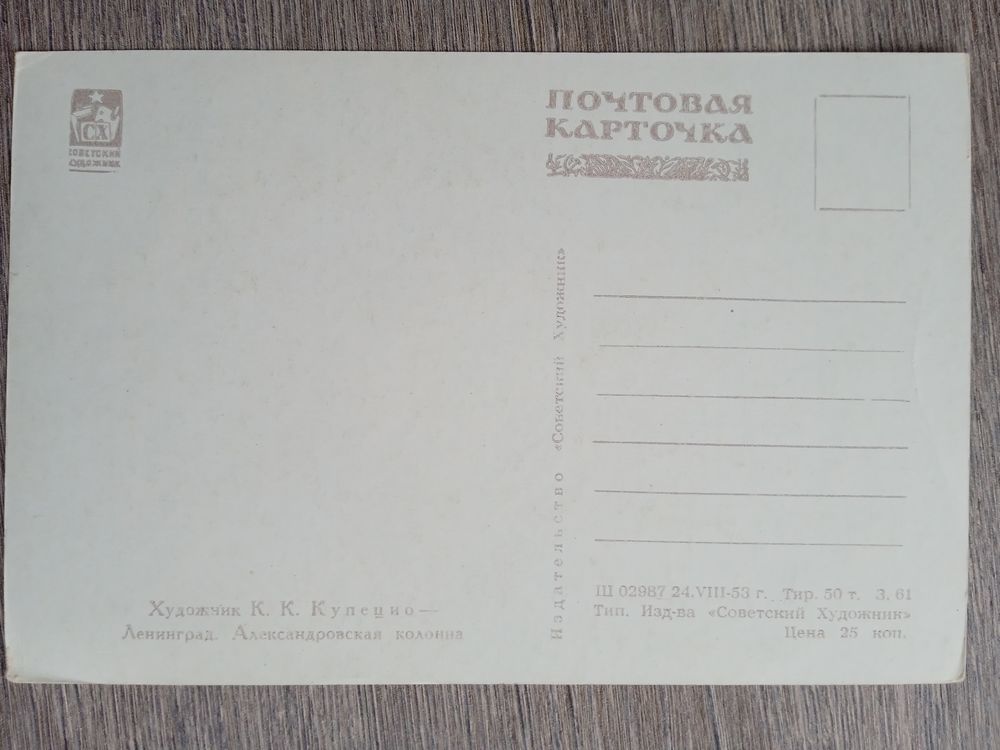 СХ
СОВЕТСКИЙ
ХУДОЖНИК
ПОЧТОВАЯ
КАРТОЧКА
Издательство «Советский Художник»
Художник К. К. Купецио —
Ленинград. Александровская колонна
Ш 02987 24.VIII-53 г. Тир. 50 т. З. 61
Тип. Изд-ва «Советский Художник»
Цена 25 коп.